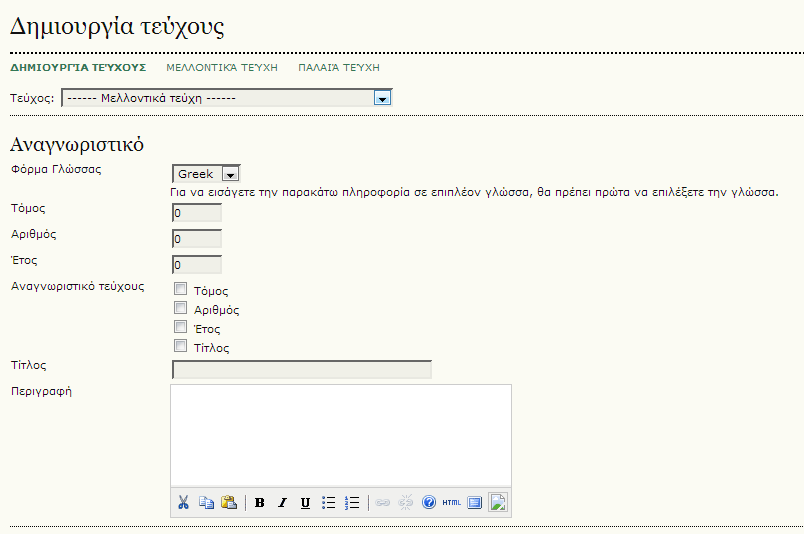 Δημιουργία τεύχους
ΔΗΜΙΟΥΡΓΊΑ ΤΕΎΧΟΥΣ ΜΕΛΛΟΝΤΙΚΆ ΤΕΎΧΗ ΠΑΛΑΙΆ ΤΕΎΧΗ
Τεύχος: ------ Μελλοντικά τεύχη ------
Αναγνωριστικό
Φόρμα Γλώσσας Greek
Για να εισάγετε την παρακάτω πληροφορία σε επιπλέον γλώσσα, θα πρέπει πρώτα να επιλέξετε την γλώσσα.
Τόμος 0
Αριθμός 0
Έτος 0
Αναγνωριστικό τεύχους Τόμος
Αριθμός
Έτος
Τίτλος
Τίτλος
Περιγραφή
B I U HTML